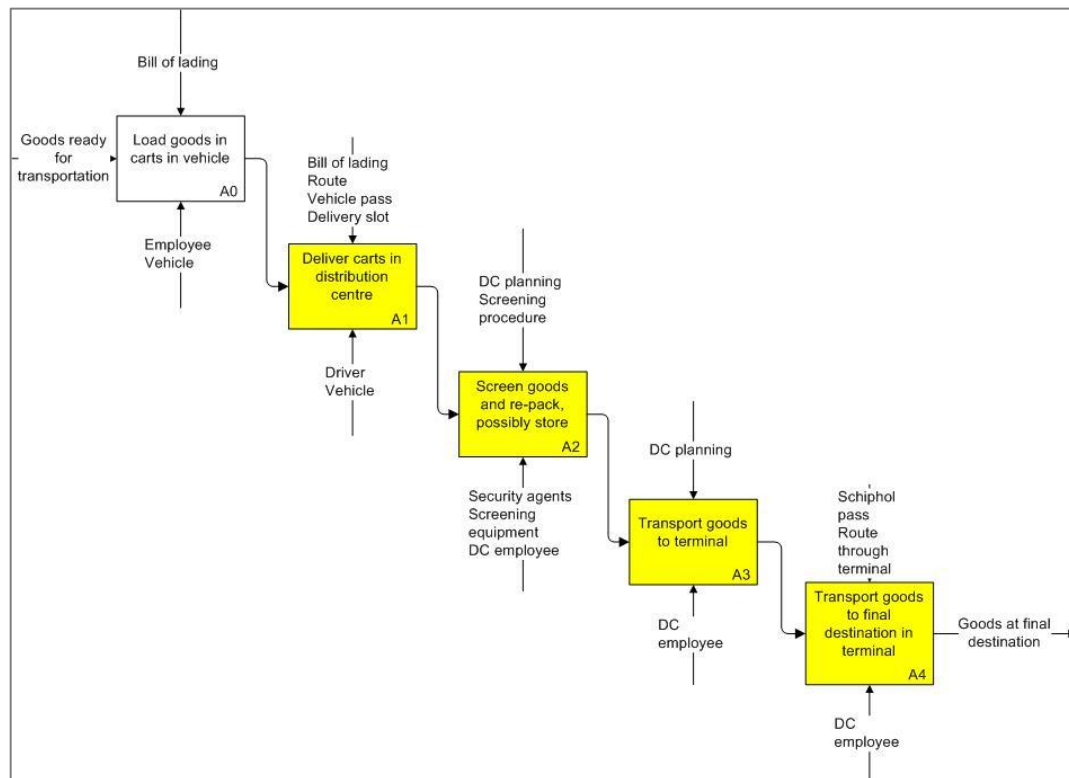 Bill of lading
Goods ready
for
transportation
Load goods in
carts in vehicle
A0
Employee
Vehicle
Bill of lading
Route
Vehicle pass
Delivery slot
Deliver carts in
distribution
centre
A1
Driver
Vehicle
DC planning
Screening
procedure
Screen goods
and re-pack,
possibly store
A2
Security agents
Screening
equipment
DC employee
DC planning
Transport goods
to terminal
A3
DC
employee
Schiphol
pass
Route
through
terminal
Transport goods
to final
destination in
terminal
A4
Goods at final
destination
DC
employee